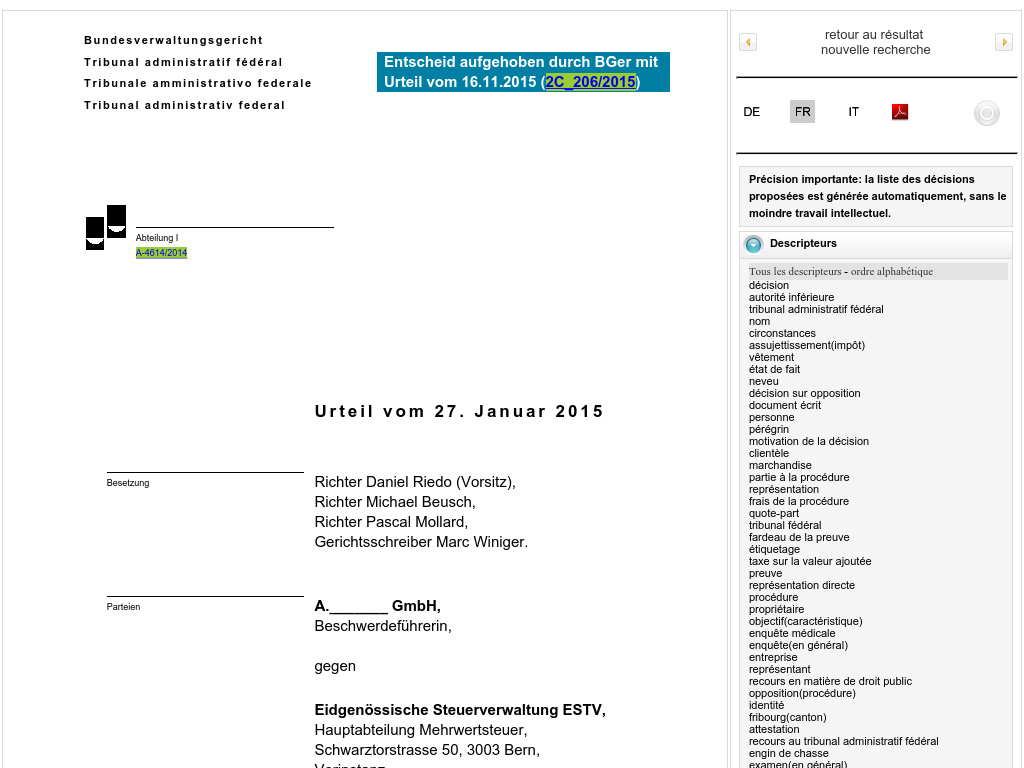 Bundesverwaltungsgericht
Tribunal administratif fédéral
Tribunale amministrativo federale
Tribunal administrativ federal
Entscheid aufgehoben durch BGer mit
Urteil vom 16.11.2015 (2C_206/2015)
Abteilung I
A-4614/2014
Urteil vom 27. Januar 2015
Besetzung
Richter Daniel Riedo (Vorsitz),
Richter Michael Beusch,
Richter Pascal Mollard,
Gerichtsschreiber Marc Winiger.
Parteien
A._______ GmbH,
Beschwerdeführerin,
gegen
Eidgenössische Steuerverwaltung ESTV,
Hauptabteilung Mehrwertsteuer,
Schwarztorstrasse 50, 3003 Bern,
Vorinstanz.
retour au résultat
nouvelle recherche
DE FR IT
Précision importante: la liste des décisions
proposées est générée automatiquement, sans le
moindre travail intellectuel.
Descripteurs
Tous les descripteurs - ordre alphabétique
décision
autorité inférieure
tribunal administratif fédéral
nom
circonstances
assujettissement(impôt)
vêtement
état de fait
neveu
décision sur opposition
document écrit
personne
pérégrin
motivation de la décision
clientèle
marchandise
partie à la procédure
représentation
frais de la procédure
quote-part
tribunal fédéral
fardeau de la preuve
étiquetage
taxe sur la valeur ajoutée
preuve
représentation directe
procédure
propriétaire
objectif(caractéristique)
enquête médicale
enquête(en général)
entreprise
représentant
recours en matière de droit public
opposition(procédure)
identité
fribourg(canton)
attestation
recours au tribunal administratif fédéral
engin de chasse
examen(en général)